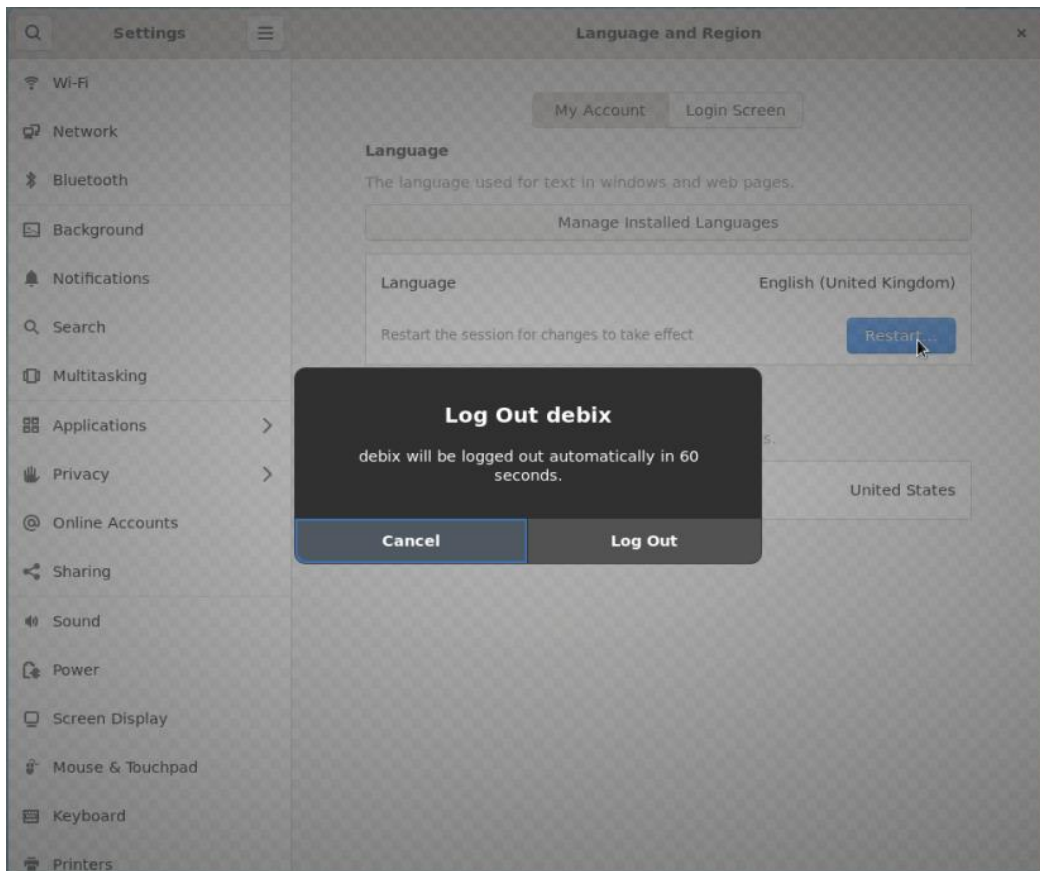 Settings
Language and Region
Wi-Fi
Network
Bluetooth
Background
Notifications
Search
Multitasking
Applications
Privacy
Online Accounts
Sharing
Sound
Power
Screen Display
Mouse & Touchpad
Keyboard
Printers
My Account Login Screen
Language
The language used for text in windows and web pages.
Manage Installed Languages
Language English (United Kingdom)
Restart the session for changes to take effect Restart...
s.
United States
Log Out debix
debix will be logged out automatically in 60
seconds.
Cancel Log Out